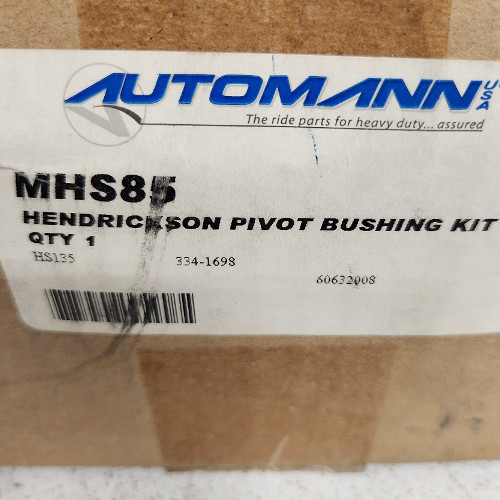 AUTOMANN USA
The ride parts for heavy duty... assured
MHS85
HENDRICKSON PIVOT BUSHING KIT
QTY 1
HS135 334-1698
60632008